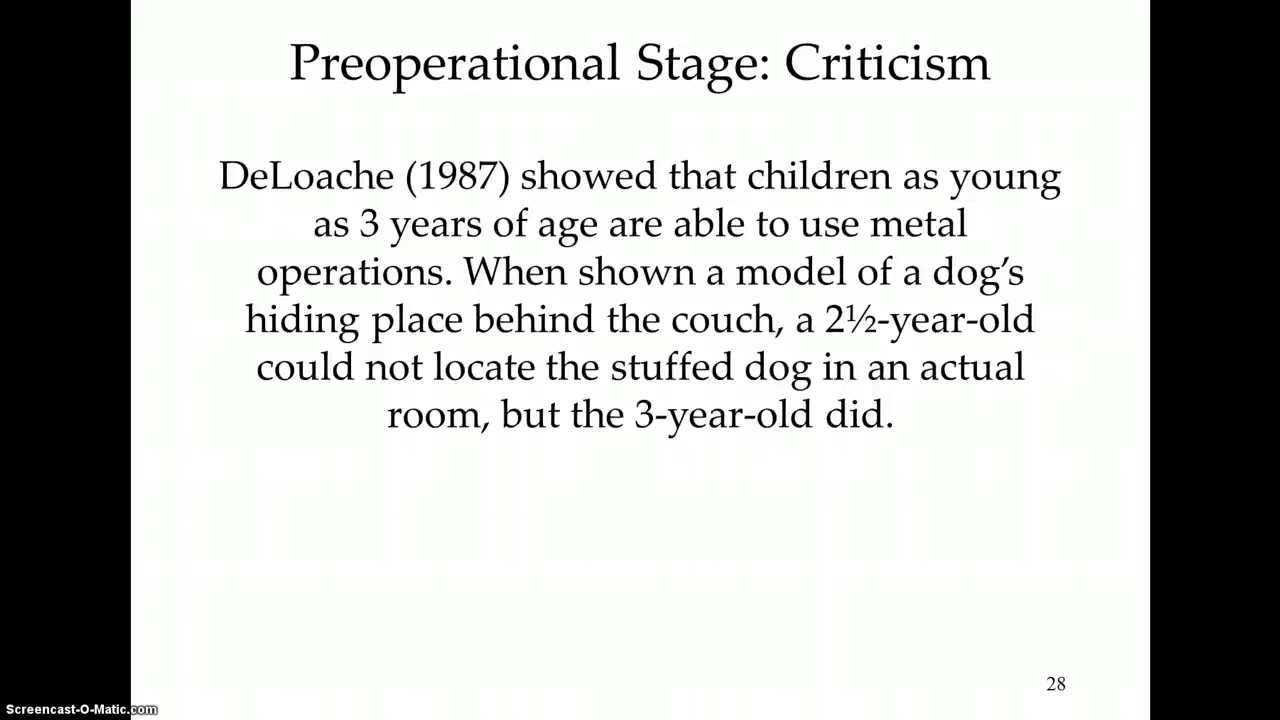 Preoperational Stage: Criticism
DeLoache (1987) showed that children as young
as 3 years of age are able to use metal
operations. When shown a model of a dog’s
hiding place behind the couch, a 2½-year-old
could not locate the stuffed dog in an actual
room, but the 3-year-old did.
28
Screencast-O-Matic.com